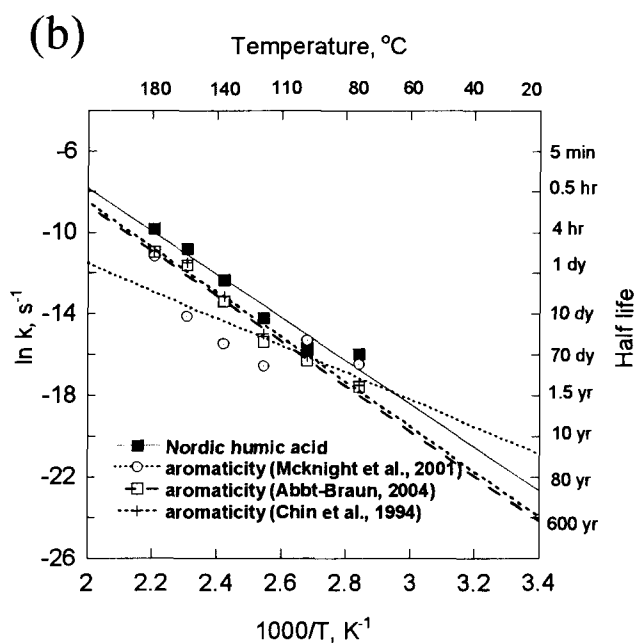 (b)
Temperature, °C
180 160 140 120 100 80 60 40 20
-6
-10
-14
-18
-22
-26
ln k, s⁻¹
5 min
0.5 hr
4 hr
1 dy
10 dy
70 dy
1.5 yr
10 yr
80 yr
600 yr
Half life
Nordic humic acid
aromaticity (Mcknight et al., 2001)
aromaticity (Abbt-Braun, 2004)
aromaticity (Chin et al., 1994)
2 2.2 2.4 2.6 2.8 3 3.2 3.4
1000/T, K⁻¹